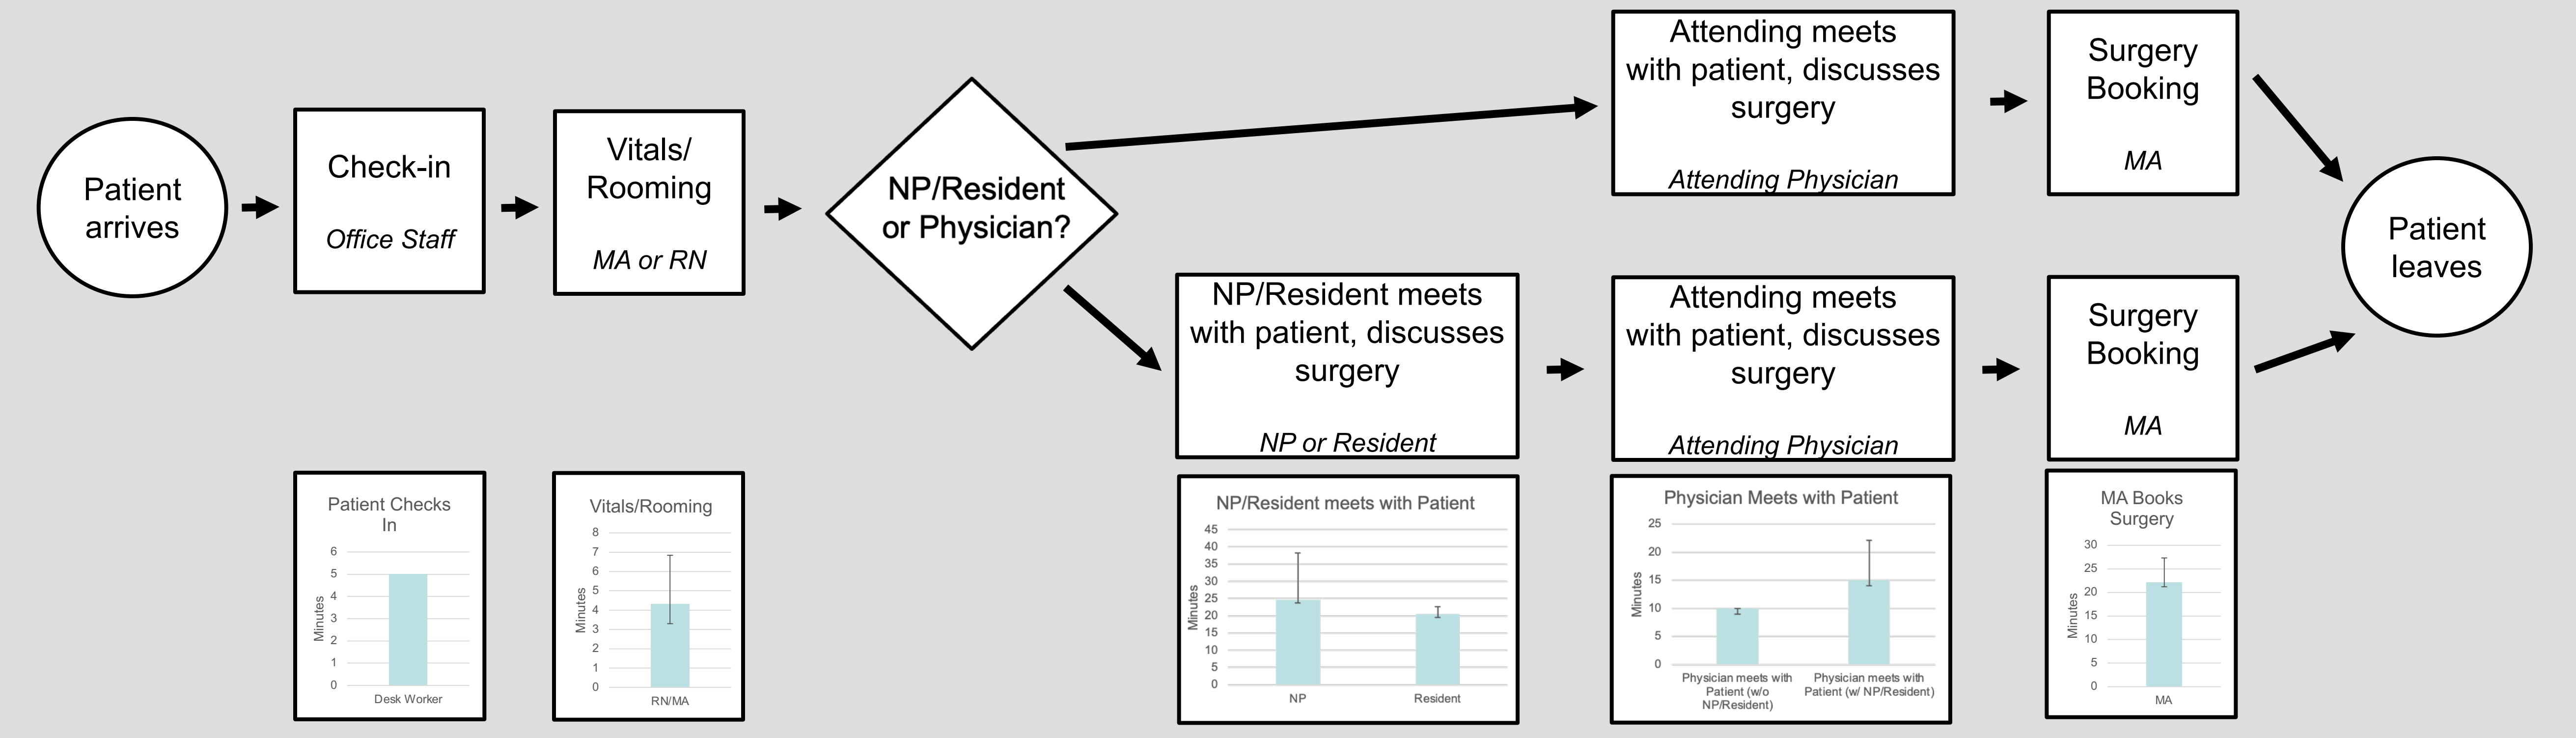 Patient
arrives
Check-in
Office Staff
Vitals/
Rooming
MA or RN
NP/Resident
or Physician?
Attending meets
with patient, discusses
surgery
Attending Physician
Surgery
Booking
MA
NP/Resident meets
with patient, discusses
surgery
NP or Resident
Attending meets
with patient, discusses
surgery
Attending Physician
Surgery
Booking
MA
Patient
leaves
Patient Checks
In
Minutes
6
5
4
3
2
1
0
Desk Worker
Vitals/Rooming
Minutes
8
7
6
5
4
3
2
1
0
RN/MA
NP/Resident meets with Patient
Minutes
45
40
35
30
25
20
15
10
5
0
NP
Resident
Physician Meets with Patient
Minutes
25
20
15
10
5
0
Physician meets with
Patient (w/o
NP/Resident)
Physician meets with
Patient (w/ NP/Resident)
MA Books
Surgery
Minutes
30
25
20
15
10
5
0
MA